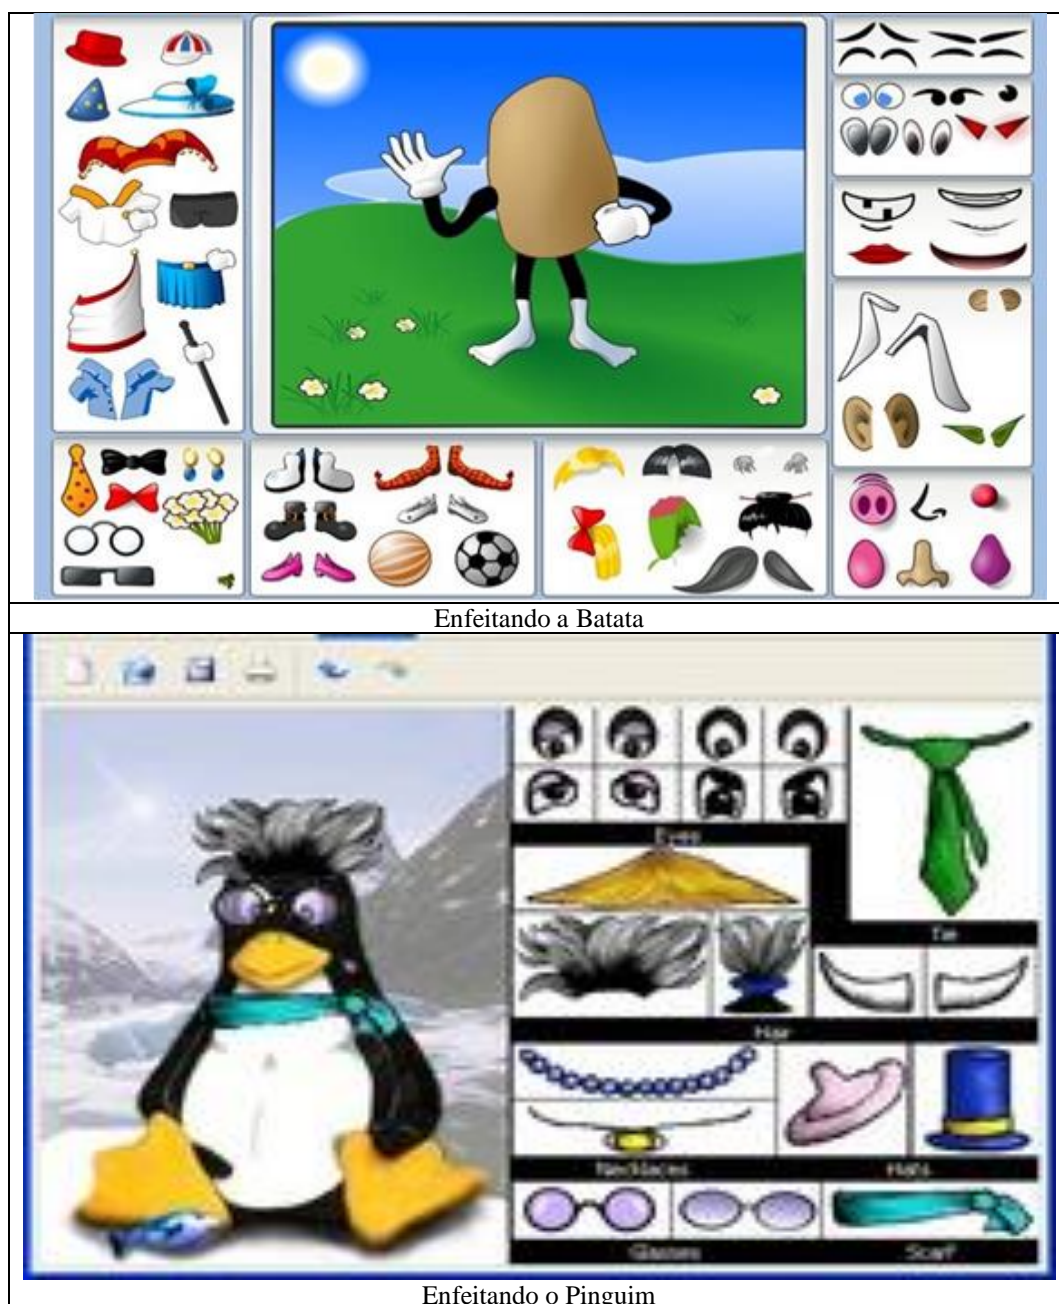 Enfeitando a Batata
Eyes
Tie
Hair
Necklaces
Hats
Glasses
Scarf
Enfeitando o Pinguim